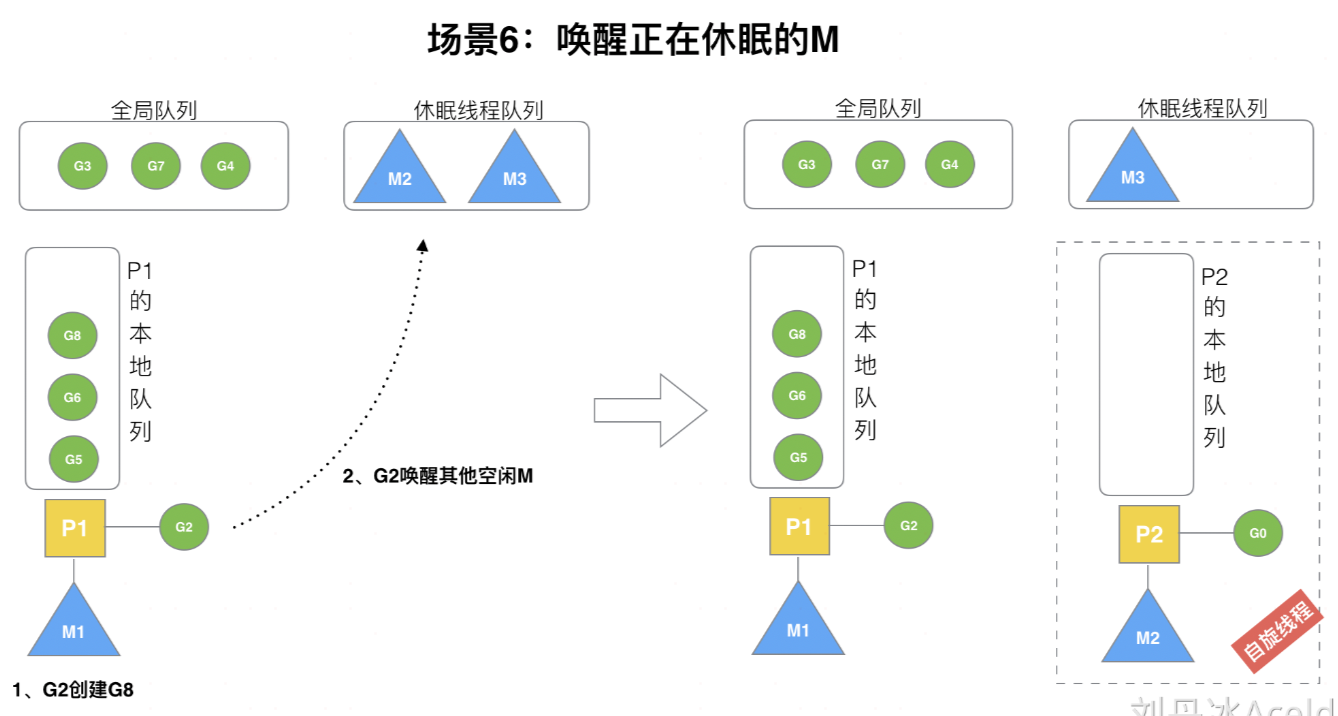 场景6：唤醒正在休眠的M
全局队列
休眠线程队列
G3 G7 G4
M2 M3
P1的本地队列
G8
G6
G5
P1
G2
M1
1、G2创建G8
2、G2唤醒其他空闲M
全局队列
休眠线程队列
G3 G7 G4
M3
P1的本地队列
G8
G6
G5
P1
G2
M1
P2的本地队列
P2
G0
M2
自旋线程
刘丹冰Aceld